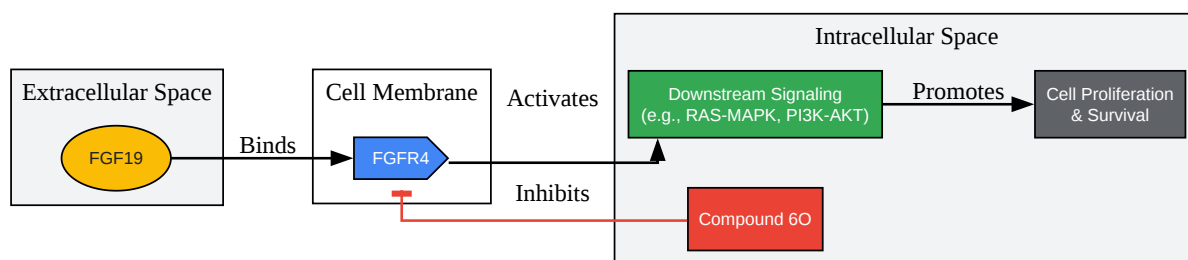 Extracellular Space
FGF19
Binds
Cell Membrane
FGFR4
Activates
Inhibits
Intracellular Space
Downstream Signaling
(e.g., RAS-MAPK, PI3K-AKT)
Promotes
Cell Proliferation
& Survival
Compound 6O